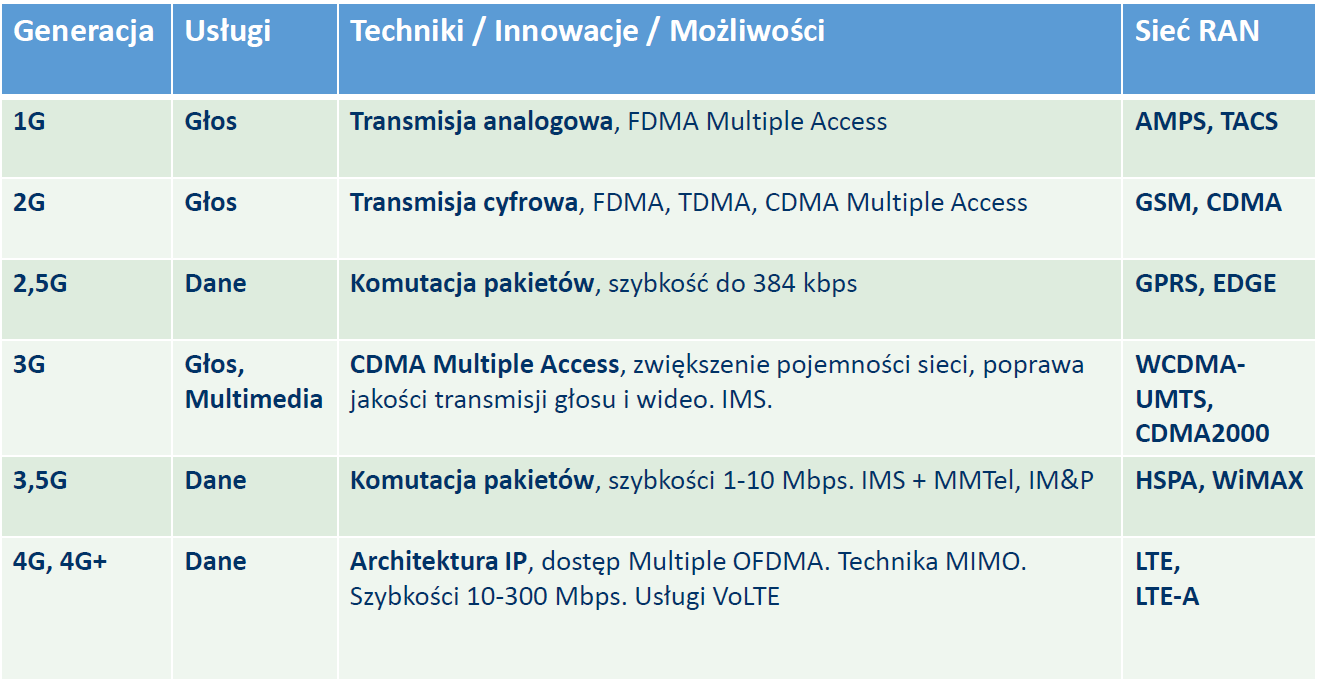 Generacja Usługi Techniki / Innowacje / Możliwości Sieć RAN
1G Głos Transmisja analogowa, FDMA Multiple Access AMPS, TACS
2G Głos Transmisja cyfrowa, FDMA, TDMA, CDMA Multiple Access GSM, CDMA
2,5G Dane Komutacja pakietów, szybkość do 384 kbps GPRS, EDGE
3G Głos, CDMA Multiple Access, zwiększenie pojemności sieci, poprawa WCDMA-
Multimedia jakości transmisji głosu i wideo. IMS. UMTS,
CDMA2000
3,5G Dane Komutacja pakietów, szybkości 1-10 Mbps. IMS + MMTel, IM&P HSPA, WiMAX
4G, 4G+ Dane Architektura IP, dostęp Multiple OFDMA. Technika MIMO. LTE,
Szybkości 10-300 Mbps. Usługi VoLTE LTE-A